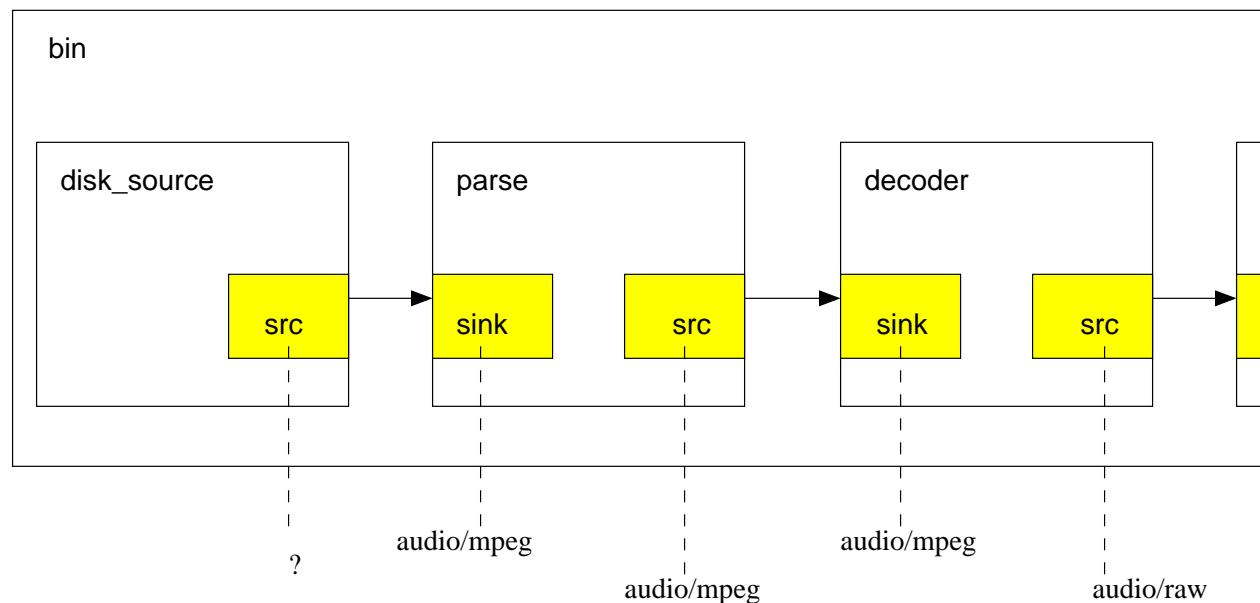 bin
disk_source
parse
decoder
src
sink
src
sink
src
?
audio/mpeg
audio/mpeg
audio/mpeg
audio/raw